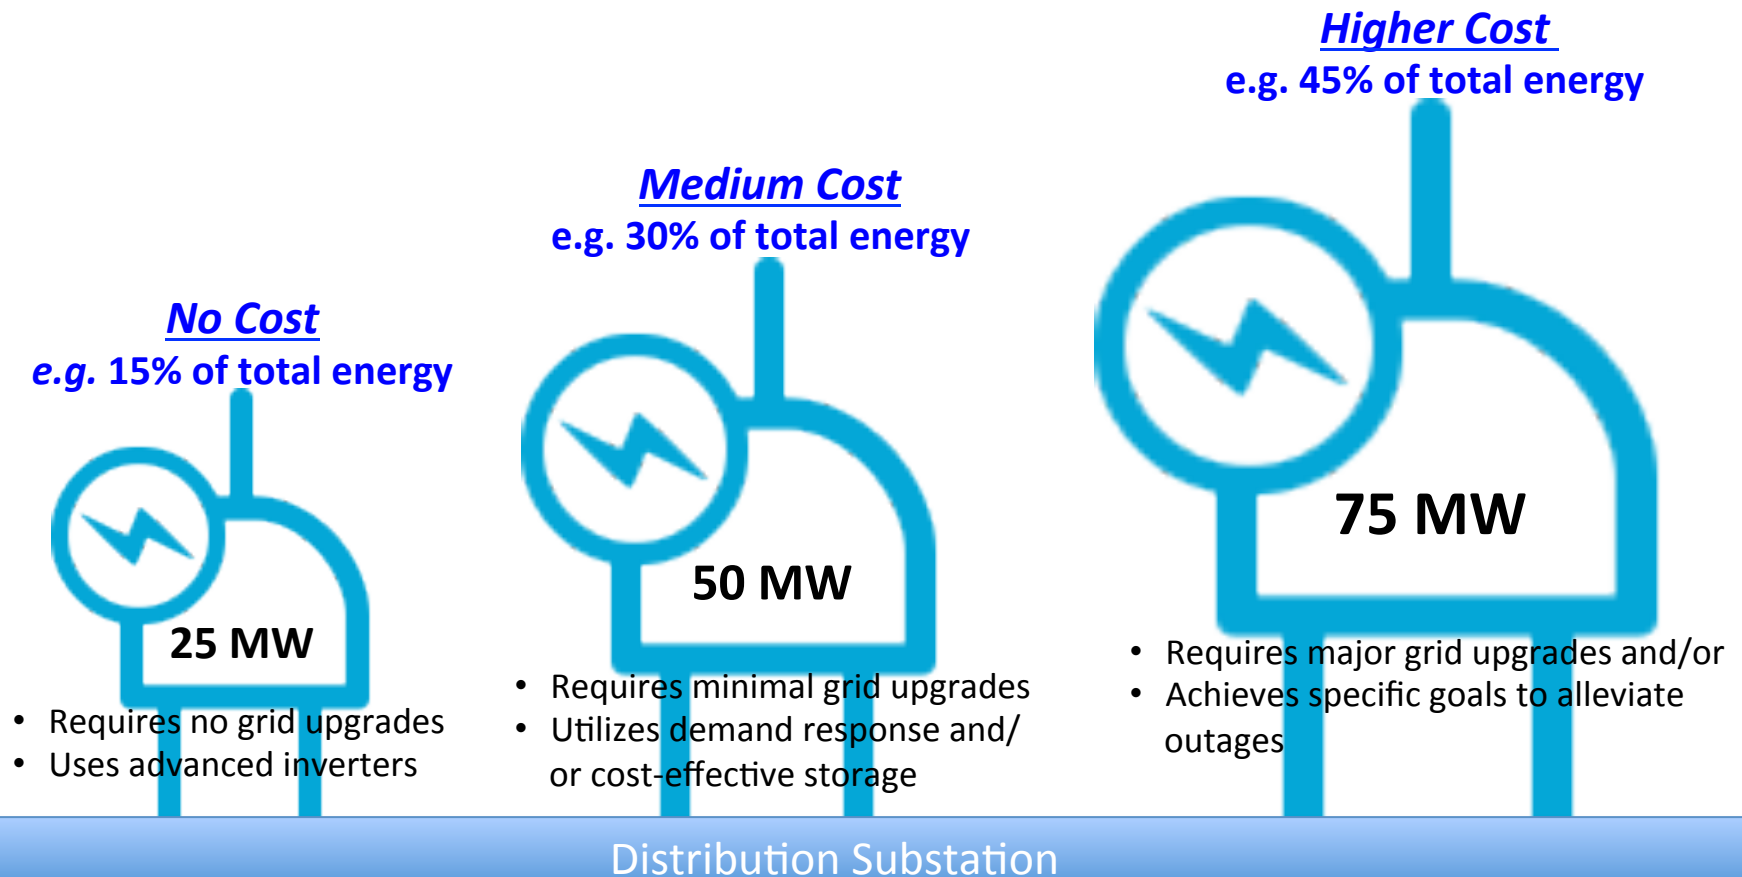 No Cost
e.g. 15% of total energy
25 MW
• Requires no grid upgrades
• Uses advanced inverters
Medium Cost
e.g. 30% of total energy
50 MW
• Requires minimal grid upgrades
• Utilizes demand response and/
or cost-effective storage
Higher Cost
e.g. 45% of total energy
75 MW
• Requires major grid upgrades and/or
• Achieves specific goals to alleviate
outages
Distribution Substation